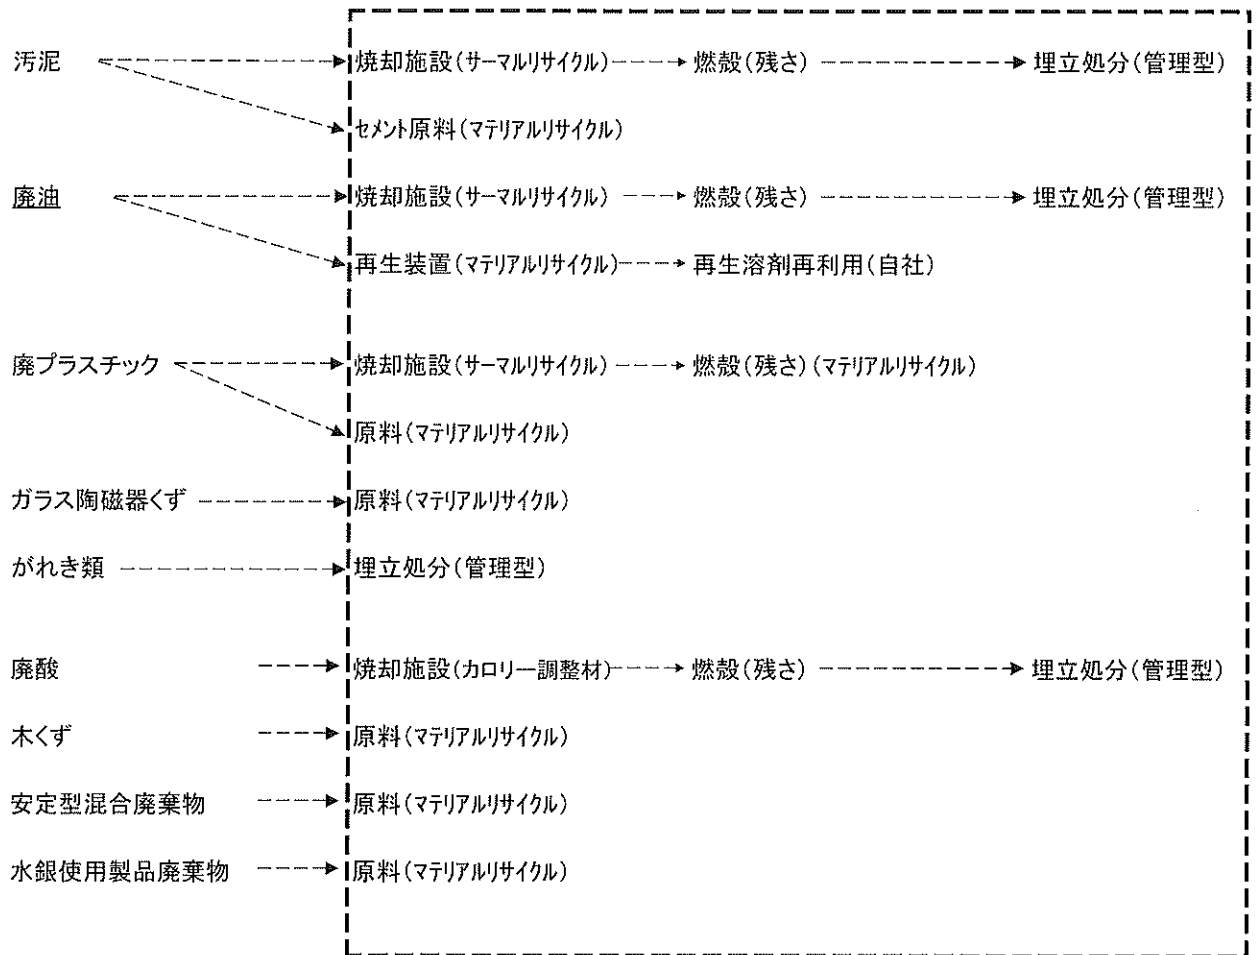 汚泥 焼却施設(サーマルリサイクル) 燃殻(残さ) 埋立処分(管理型)
セメント原料(マテリアルリサイクル)
廃油 焼却施設(サーマルリサイクル) 燃殻(残さ) 埋立処分(管理型)
再生装置(マテリアルリサイクル) 再生溶剤再利用(自社)
廃プラスチック 焼却施設(サーマルリサイクル) 燃殻(残さ)(マテリアルリサイクル)
原料(マテリアルリサイクル)
ガラス陶磁器くず 原料(マテリアルリサイクル)
がれき類 埋立処分(管理型)
廃酸 焼却施設(カロリー調整材) 燃殻(残さ) 埋立処分(管理型)
木くず 原料(マテリアルリサイクル)
安定型混合廃棄物 原料(マテリアルリサイクル)
水銀使用製品廃棄物 原料(マテリアルリサイクル)